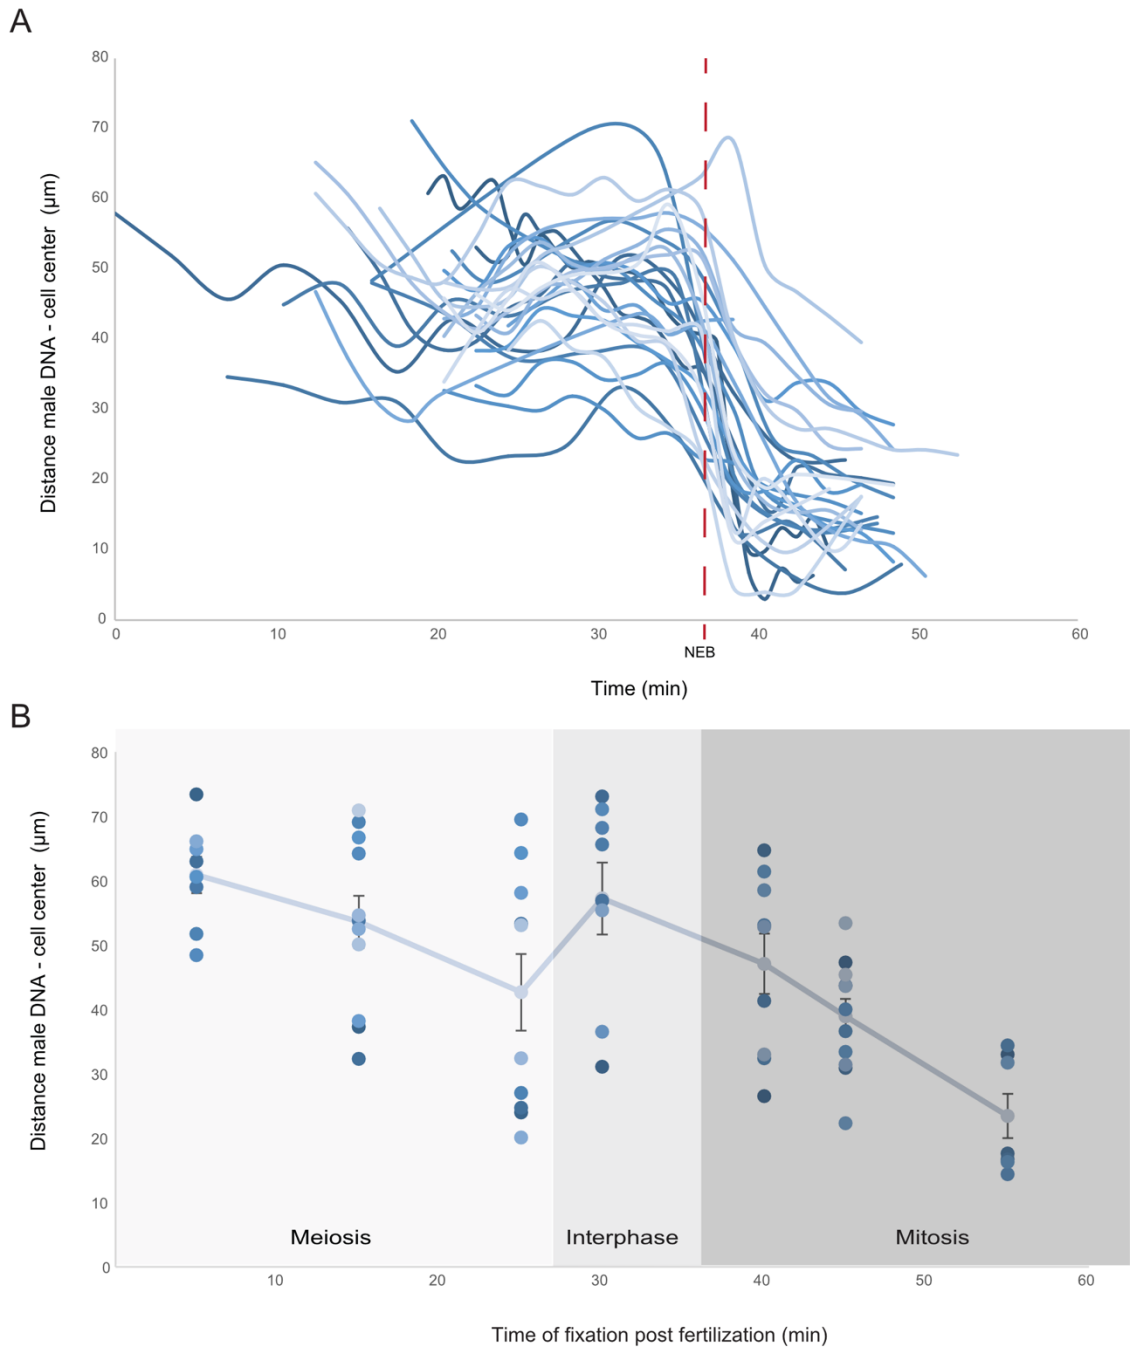 A
80
70
60
50
40
30
20
10
0
Distance male DNA - cell center (μm)
0 10 20 30 40 50 60
NEB
Time (min)
B
80
70
60
50
40
30
20
10
0
Distance male DNA - cell center (μm)
Meiosis Interphase Mitosis
10 20 30 40 50 60
Time of fixation post fertilization (min)